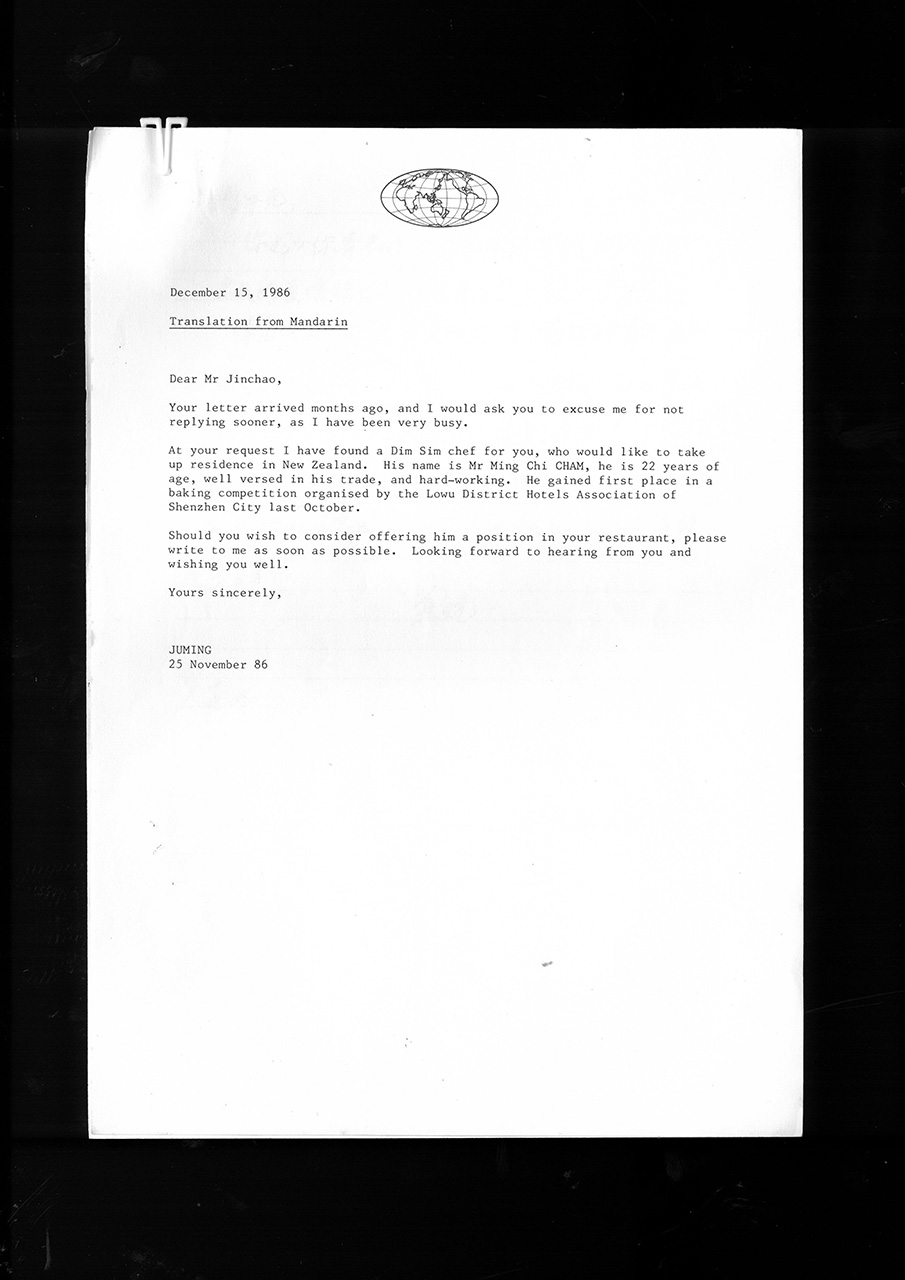 December 15, 1986
Translation from Mandarin
Dear Mr Jinchao,
Your letter arrived months ago, and I would ask you to excuse me for not
replying sooner, as I have been very busy.
At your request I have found a Dim Sim chef for you, who would like to take
up residence in New Zealand.  His name is Mr Ming Chi CHAM, he is 22 years of
age, well versed in his trade, and hard-working.  He gained first place in a
baking competition organised by the Lowu District Hotels Association of
Shenzhen City last October.
Should you wish to consider offering him a position in your restaurant, please
write to me as soon as possible.  Looking forward to hearing from you and
wishing you well.
Yours sincerely,
JUMING
25 November 86